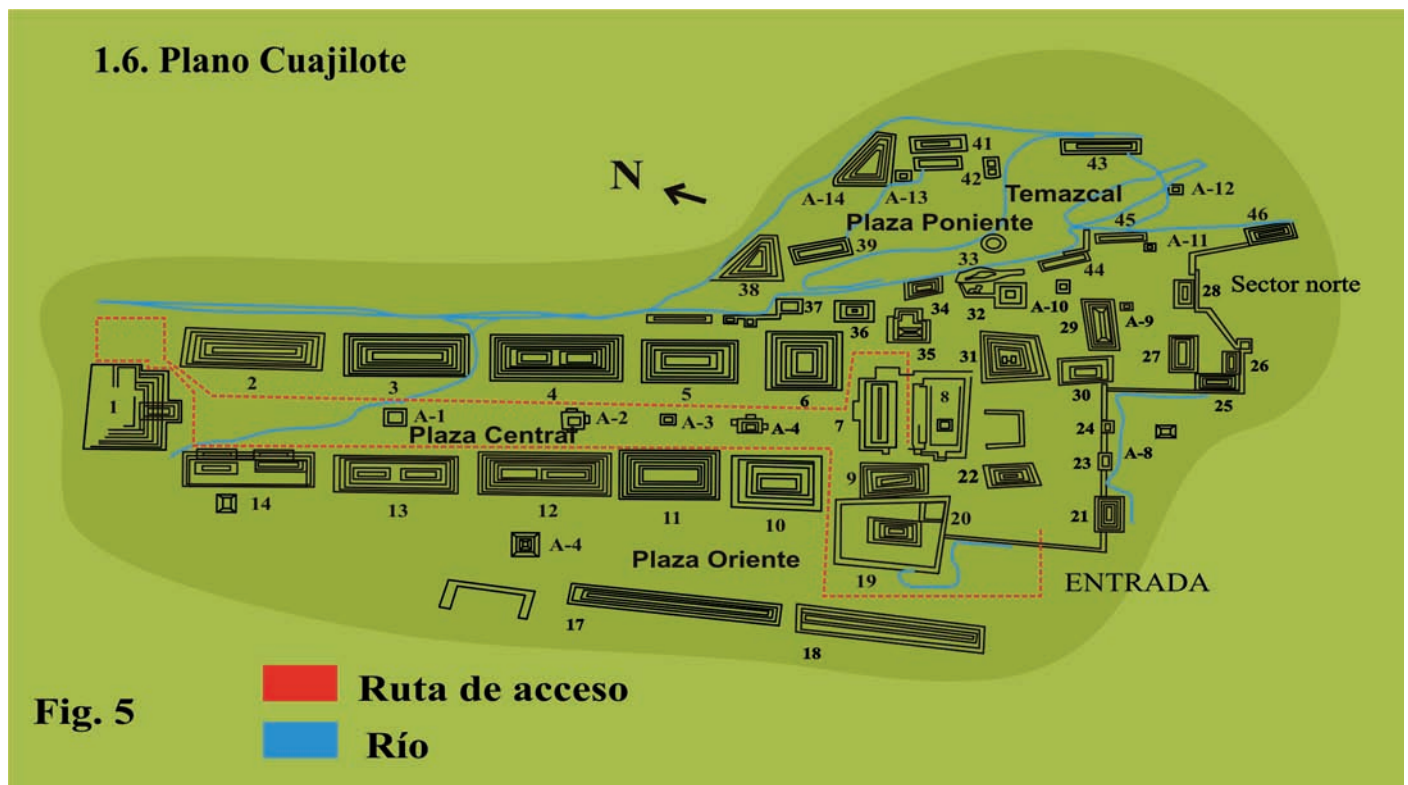 1.6. Plano Cuajilote
N
41
43
42
A-14
A-13
Temazcal
A-12
Plaza Poniente
45
46
39
A-11
33
44
38
28
Sector norte
37
34
32
A-10
29
A-9
36
35
31
27
26
2
3
4
5
6
30
25
1
8
A-1
A-2
A-3
A-4
7
24
Plaza Central
A-8
23
9
22
14
13
12
11
10
20
21
A-4
Plaza Oriente
19
ENTRADA
17
18
Ruta de acceso
Fig. 5
Río